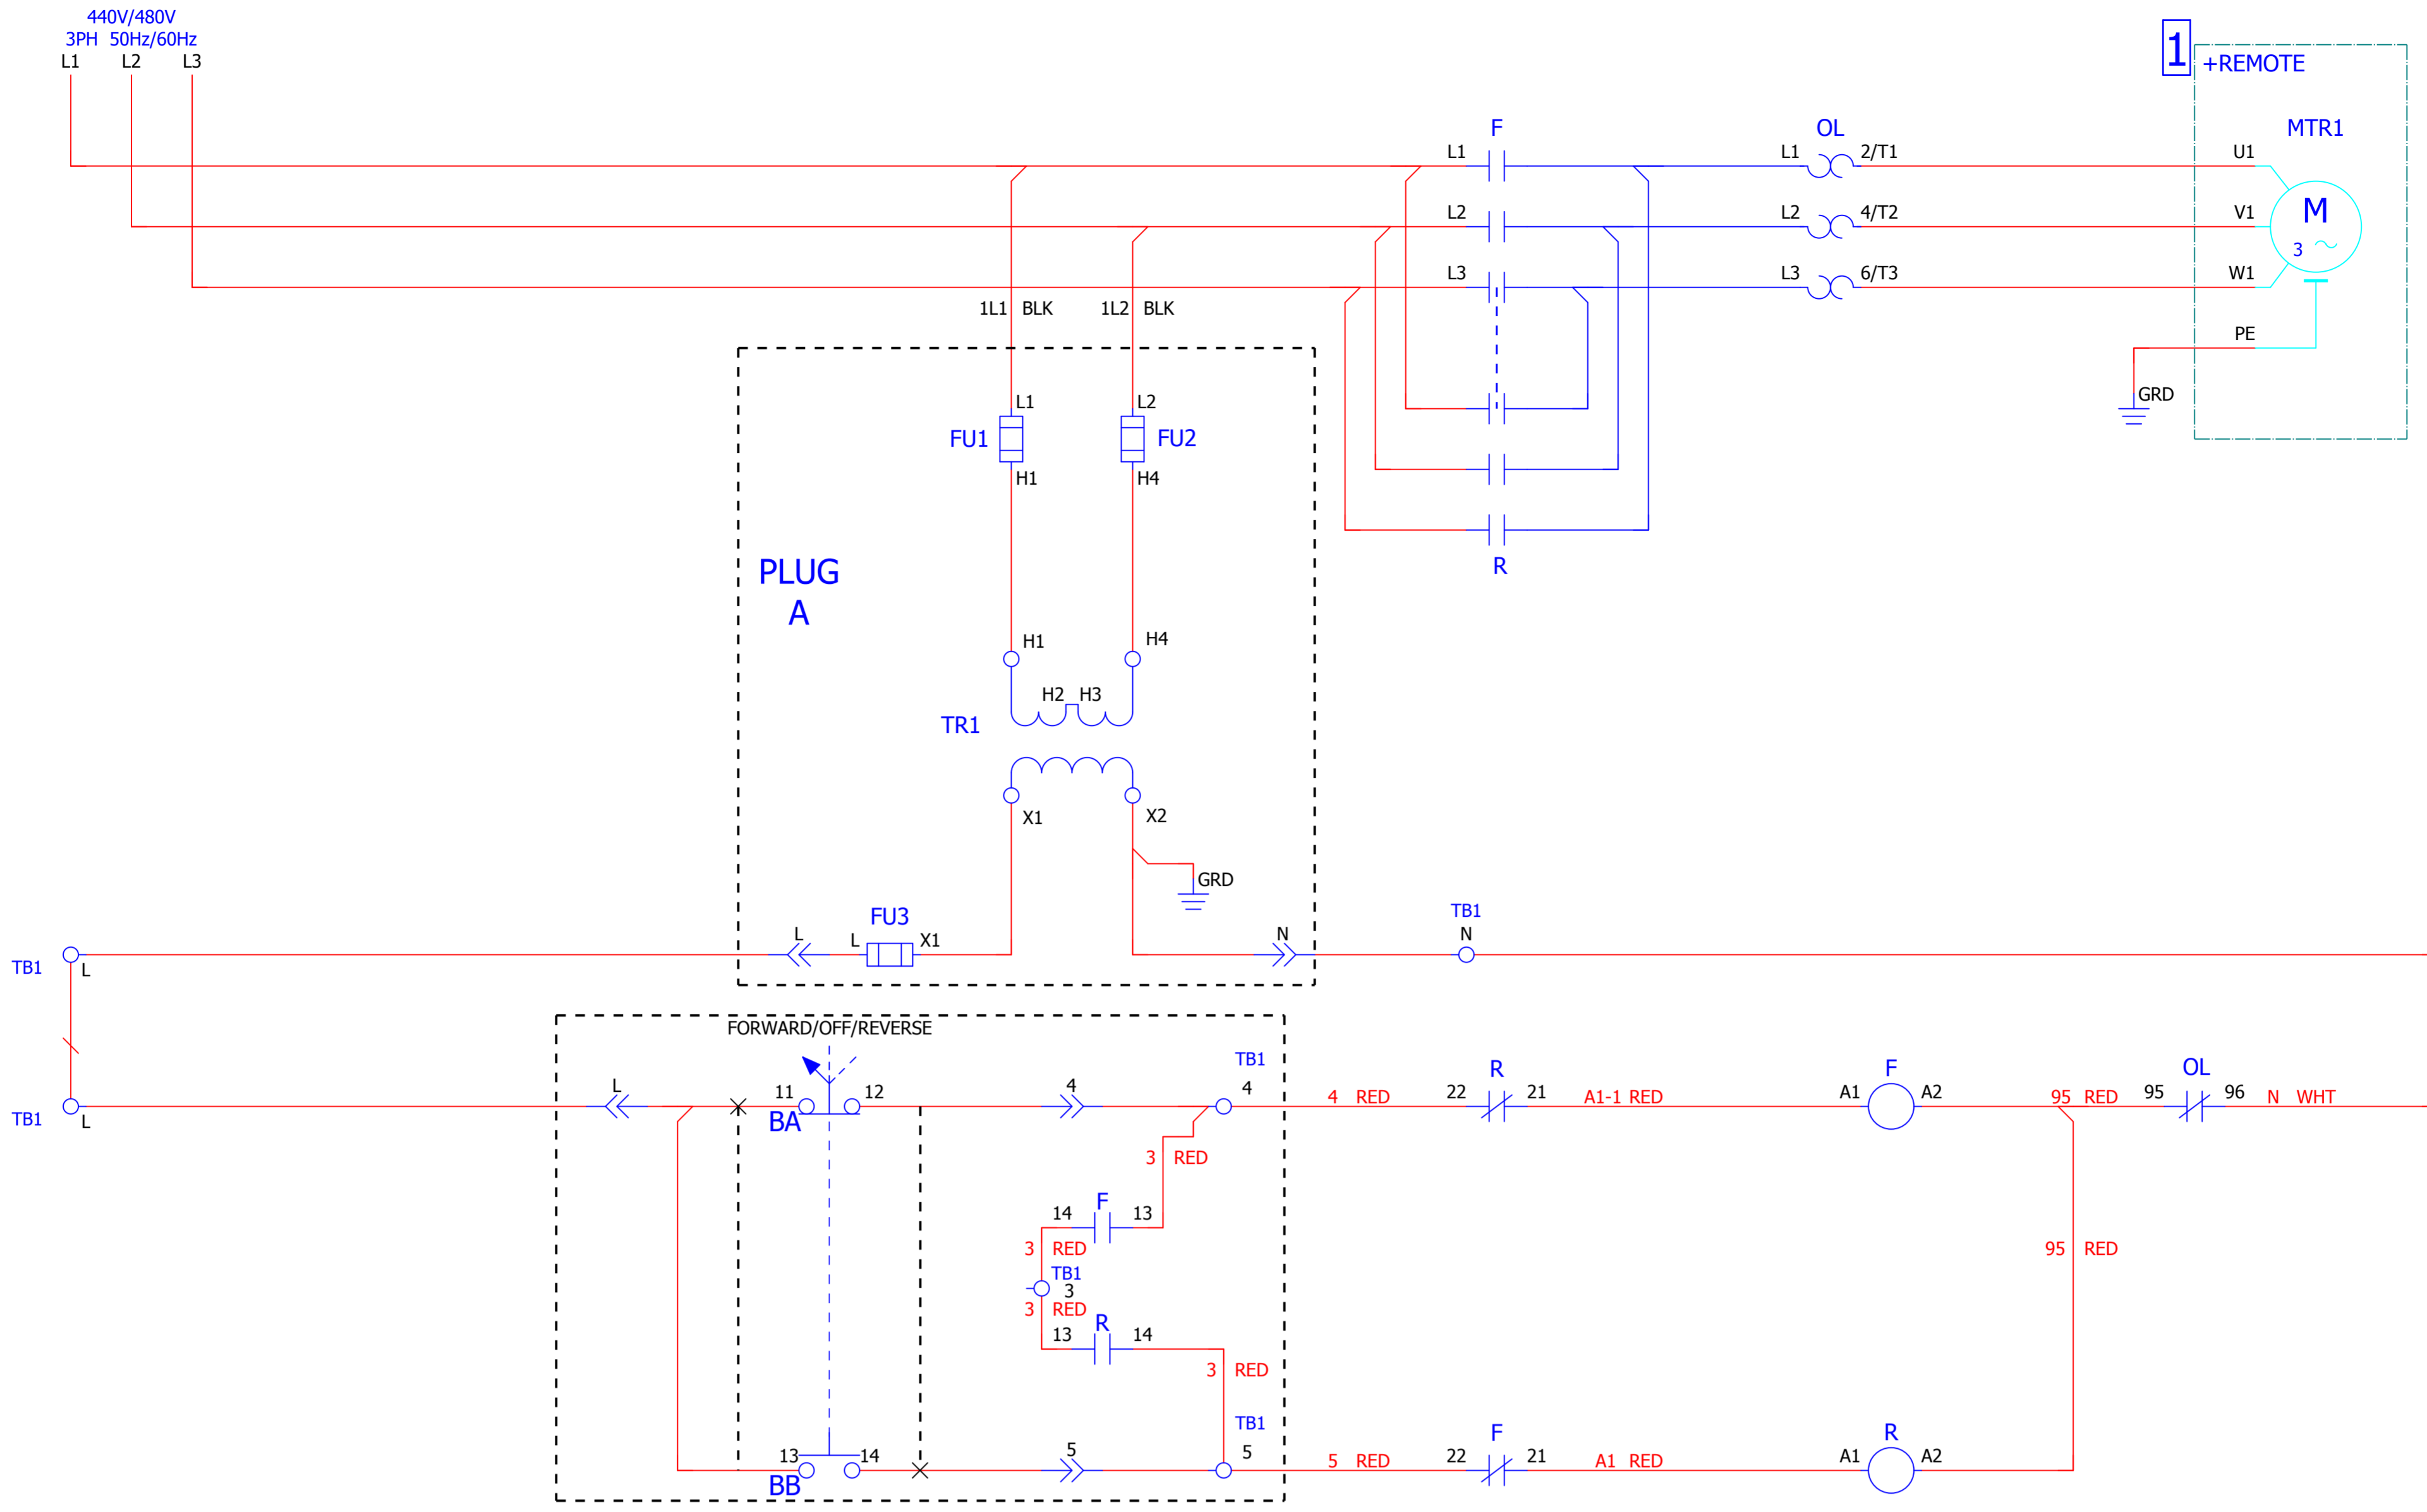 440V/480V
3PH 50Hz/60Hz
L1 L2 L3
1
+REMOTE
F
OL
MTR1
L1
L1
2/T1
U1
L2
L2
4/T2
V1
M
3
L3
L3
6/T3
W1
1L1 BLK
1L2 BLK
PE
GRD
L1
L2
FU1
FU2
H1
H4
R
PLUG
A
H1
H4
H2 H3
TR1
X1
X2
GRD
FU3
L
L
X1
N
TB1
N
TB1
L
FORWARD/OFF/REVERSE
TB1
L
L
11
12
BA
4
TB1
4
4 RED
R
22
21
A1-1 RED
F
A1
A2
95 RED
OL
95
96
N WHT
3 RED
F
14
13
3 RED
95 RED
TB1
3
3 RED
R
13
14
3 RED
TB1
5
13
14
BB
5
5 RED
F
22
21
A1 RED
R
A1
A2